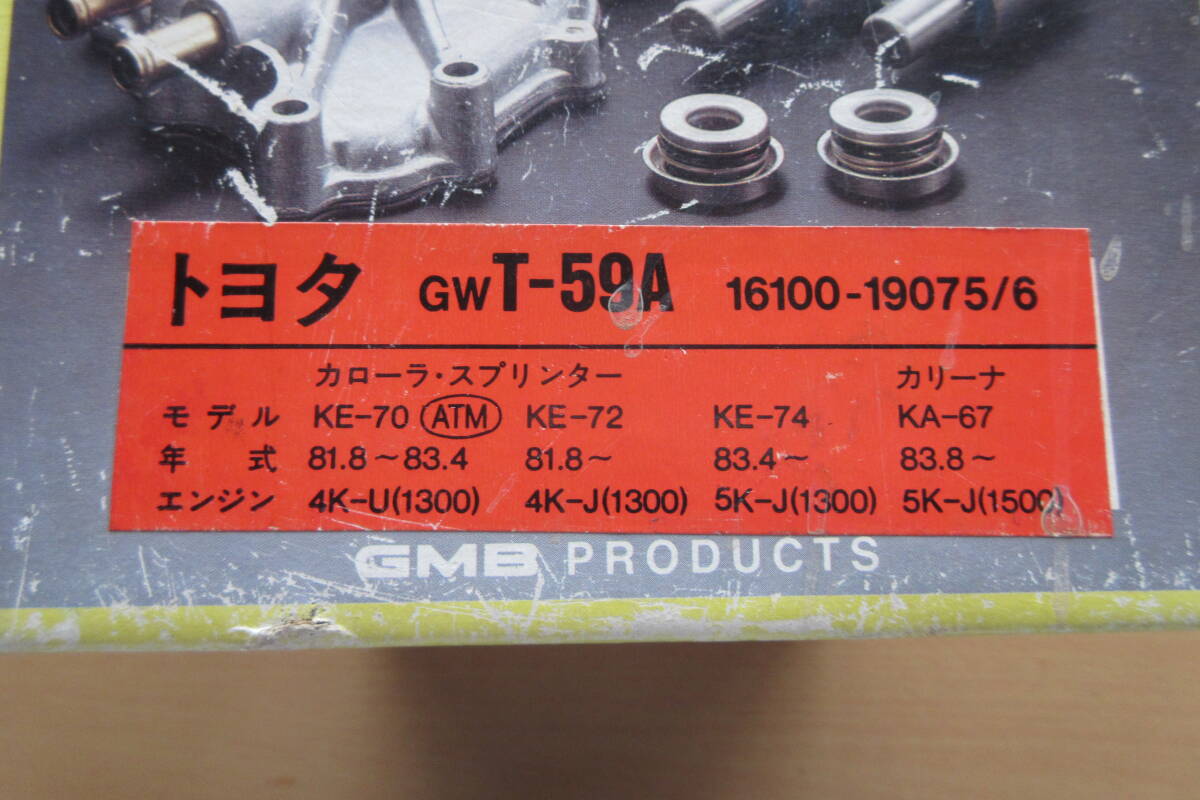 トヨタ GWT-59A 16100-19075/6
カローラ・スプリンター カリーナ
モデル KE-70 ATM KE-72 KE-74 KA-67
年式 81.8～83.4 81.8～ 83.4～ 83.8～
エンジン 4K-U(1300) 4K-J(1300) 5K-J(1300) 5K-J(1500)
GMB PRODUCTS